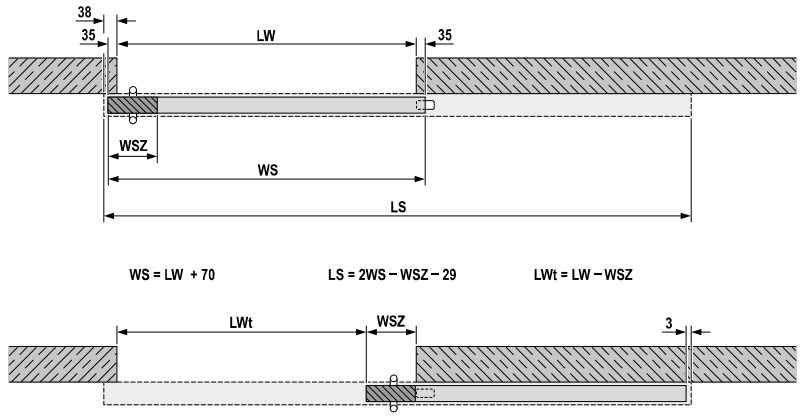 38
35 LW 35
WSZ
WS
LS
WS = LW + 70 LS = 2WS – WSZ – 29 LWt = LW – WSZ
LWt WSZ 3